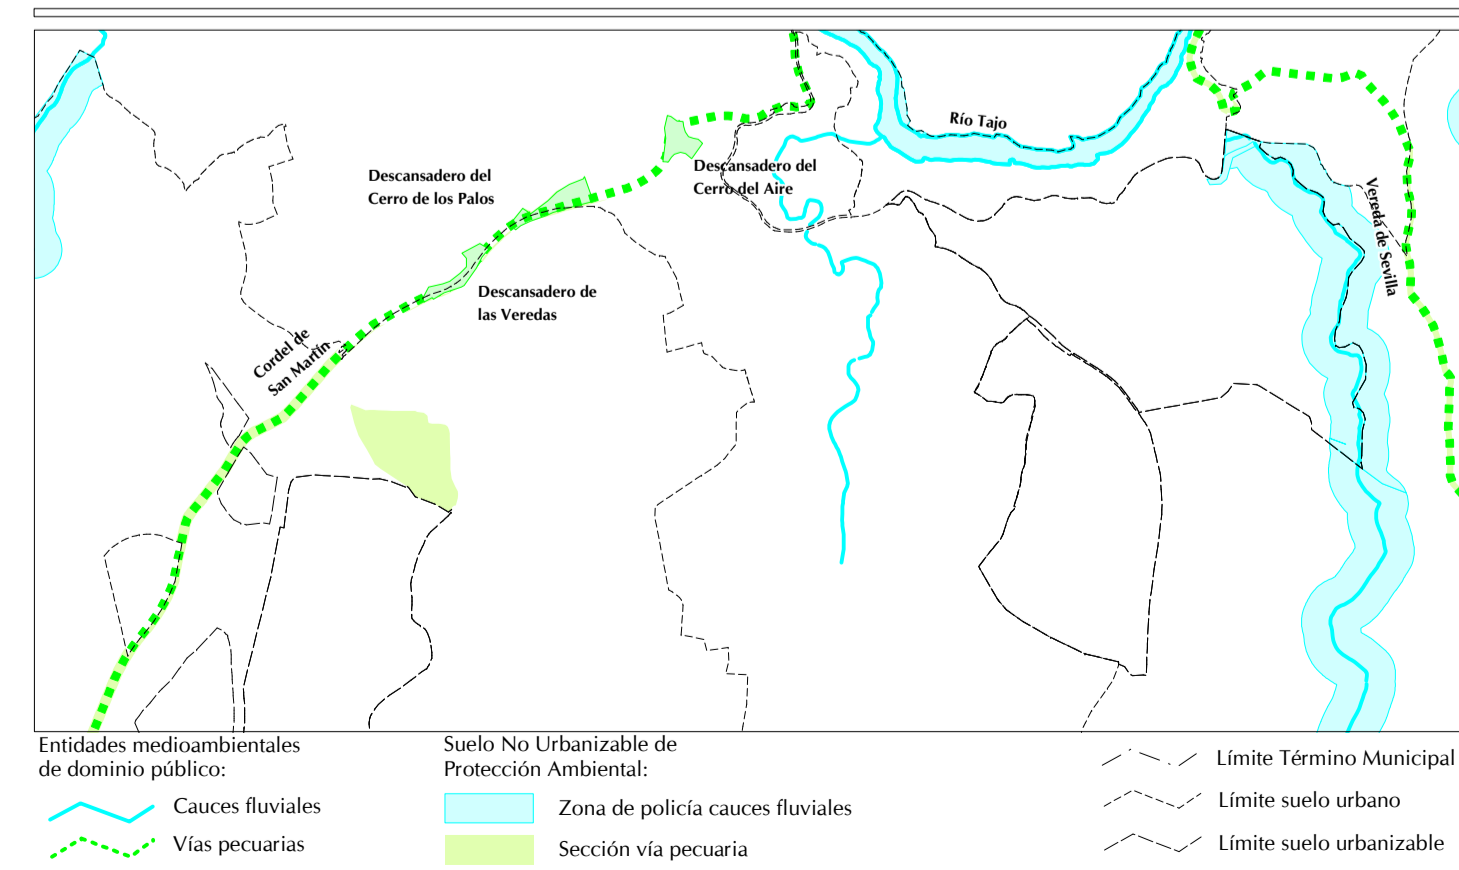 Río Tajo
Descansadero del
Cerro del Aire
Descansadero del
Cerro de los Palos
Vereda de Sevilla
Descansadero de
las Veredas
Cordel de
San Martín
Entidades medioambientales
de dominio público:
Cauces fluviales
Vías pecuarias
Suelo No Urbanizable de
Protección Ambiental:
Zona de policía cauces fluviales
Sección vía pecuaria
Límite Término Municipal
Límite suelo urbano
Límite suelo urbanizable